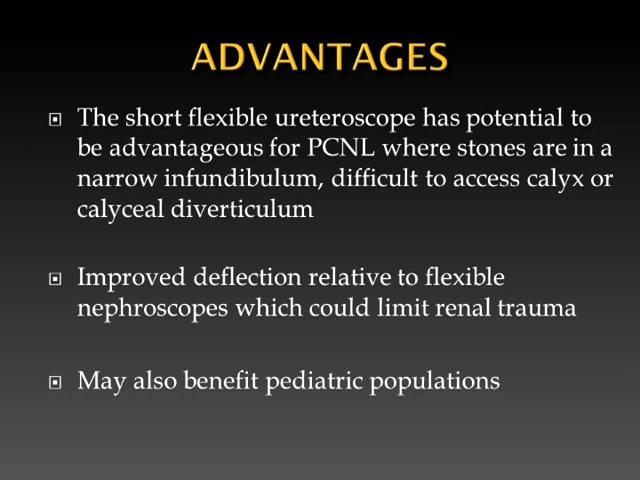 ADVANTAGES
The short flexible ureteroscope has potential to
be advantageous for PCNL where stones are in a
narrow infundibulum, difficult to access calyx or
calyceal diverticulum
Improved deflection relative to flexible
nephroscopes which could limit renal trauma
May also benefit pediatric populations